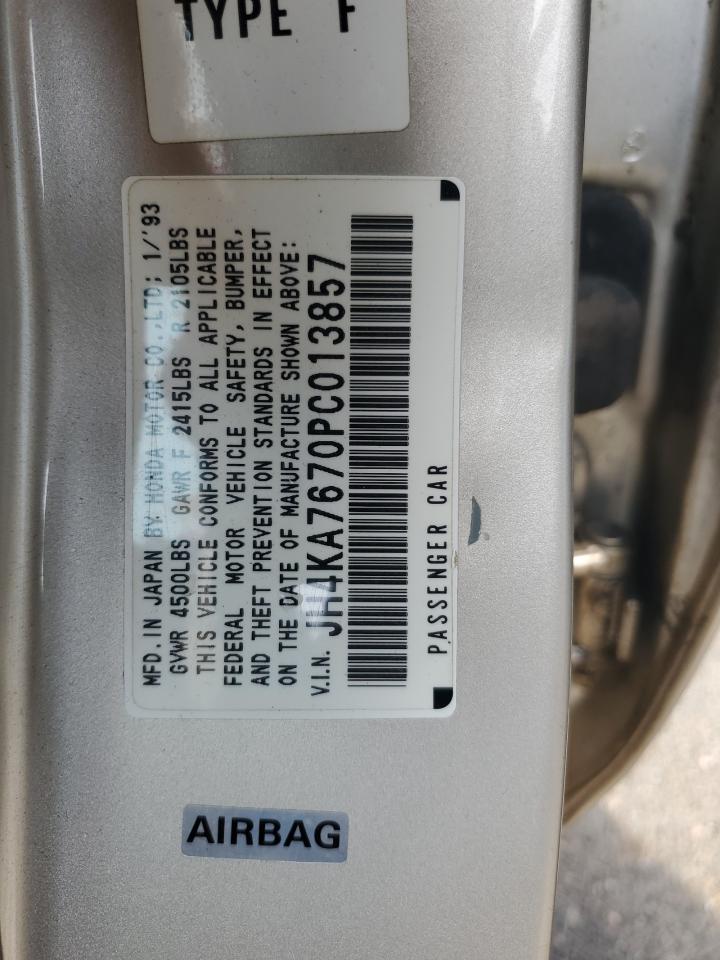 TYPE F
MFD. IN JAPAN BY HONDA MOTOR CO.,LTD; 1/'93
GVWR 4500LBS GAWR F 2415LBS R 2105LBS
THIS VEHICLE CONFORMS TO ALL APPLICABLE
FEDERAL MOTOR VEHICLE SAFETY, BUMPER,
AND THEFT PREVENTION STANDARDS IN EFFECT
ON THE DATE OF MANUFACTURE SHOWN ABOVE:
V.I.N. JH4KA7670PC013857
PASSENGER CAR
AIRBAG